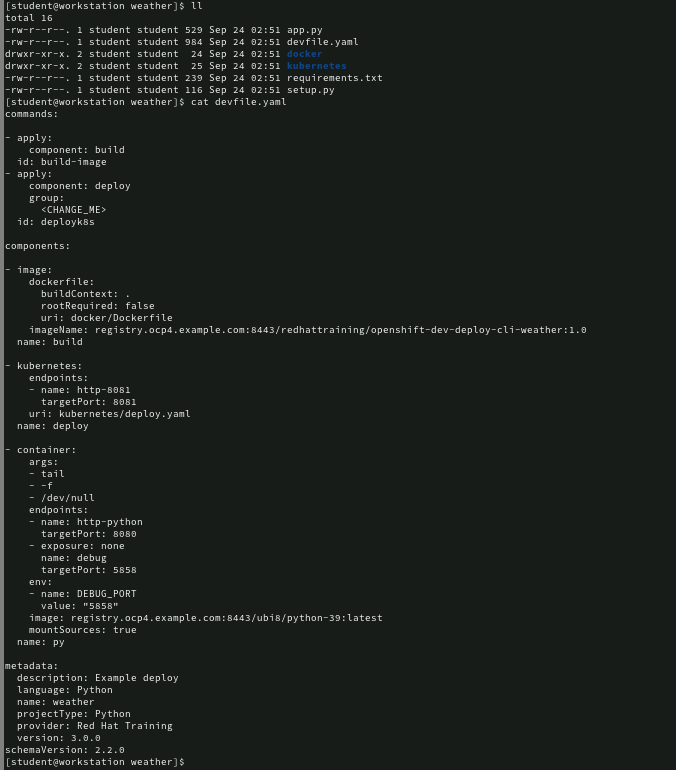 [student@workstation weather]$ ll
total 16
-rw-r--r--. 1 student student 529 Sep 24 02:51 app.py
-rw-r--r--. 1 student student 984 Sep 24 02:51 devfile.yaml
drwxr-xr-x. 2 student student  24 Sep 24 02:51 docker
drwxr-xr-x. 2 student student  25 Sep 24 02:51 kubernetes
-rw-r--r--. 1 student student 239 Sep 24 02:51 requirements.txt
-rw-r--r--. 1 student student 116 Sep 24 02:51 setup.py
[student@workstation weather]$ cat devfile.yaml
commands:

- apply:
    component: build
  id: build-image
- apply:
    component: deploy
    group:
      <CHANGE_ME>
  id: deployk8s

components:

- image:
    dockerfile:
      buildContext: .
      rootRequired: false
      uri: docker/Dockerfile
    imageName: registry.ocp4.example.com:8443/redhattraining/openshift-dev-deploy-cli-weather:1.0
  name: build

- kubernetes:
    endpoints:
    - name: http-8081
      targetPort: 8081
    uri: kubernetes/deploy.yaml
  name: deploy

- container:
    args:
    - tail
    - -f
    - /dev/null
    endpoints:
    - name: http-python
      targetPort: 8080
    - exposure: none
      name: debug
      targetPort: 5858
    env:
    - name: DEBUG_PORT
      value: "5858"
    image: registry.ocp4.example.com:8443/ubi8/python-39:latest
    mountSources: true
  name: py

metadata:
  description: Example deploy
  language: Python
  name: weather
  projectType: Python
  provider: Red Hat Training
  version: 3.0.0
schemaVersion: 2.2.0
[student@workstation weather]$